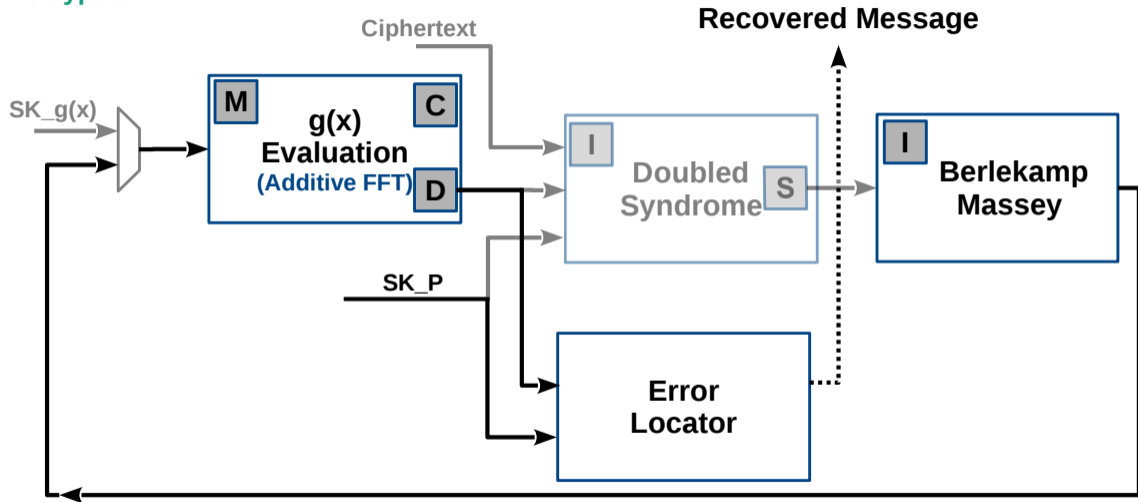 Recovered Message
Ciphertext
SK_g(x)
M
C
g(x)
Evaluation
(Additive FFT)
D
I
Doubled
Syndrome
S
I
Berlekamp
Massey
SK_P
Error
Locator